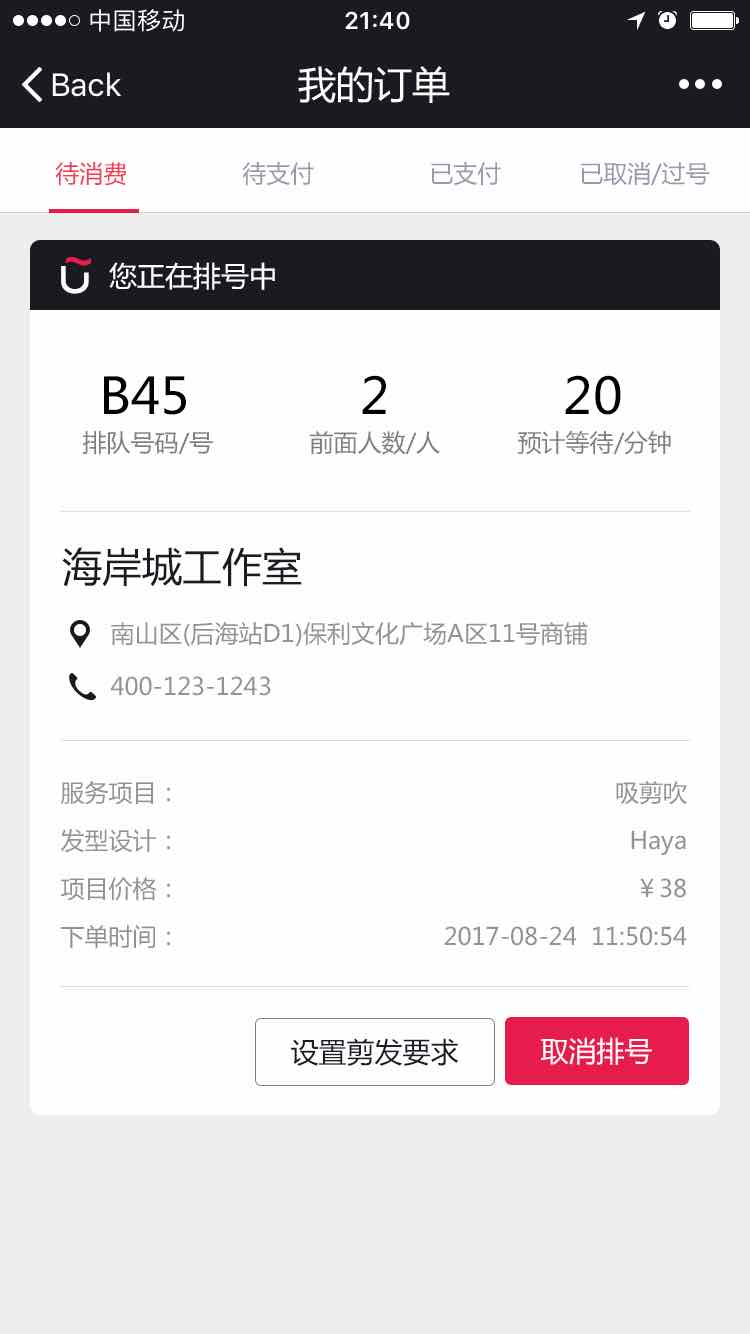 中国移动 21:40
Back 我的订单
待消费 待支付 已支付 已取消/过号
您正在排号中
B45 2 20
排队号码/号 前面人数/人 预计等待/分钟
海岸城工作室
南山区(后海站D1)保利文化广场A区11号商铺
400-123-1243
服务项目： 吸剪吹
发型设计： Haya
项目价格： ¥38
下单时间： 2017-08-24 11:50:54
设置剪发要求 取消排号